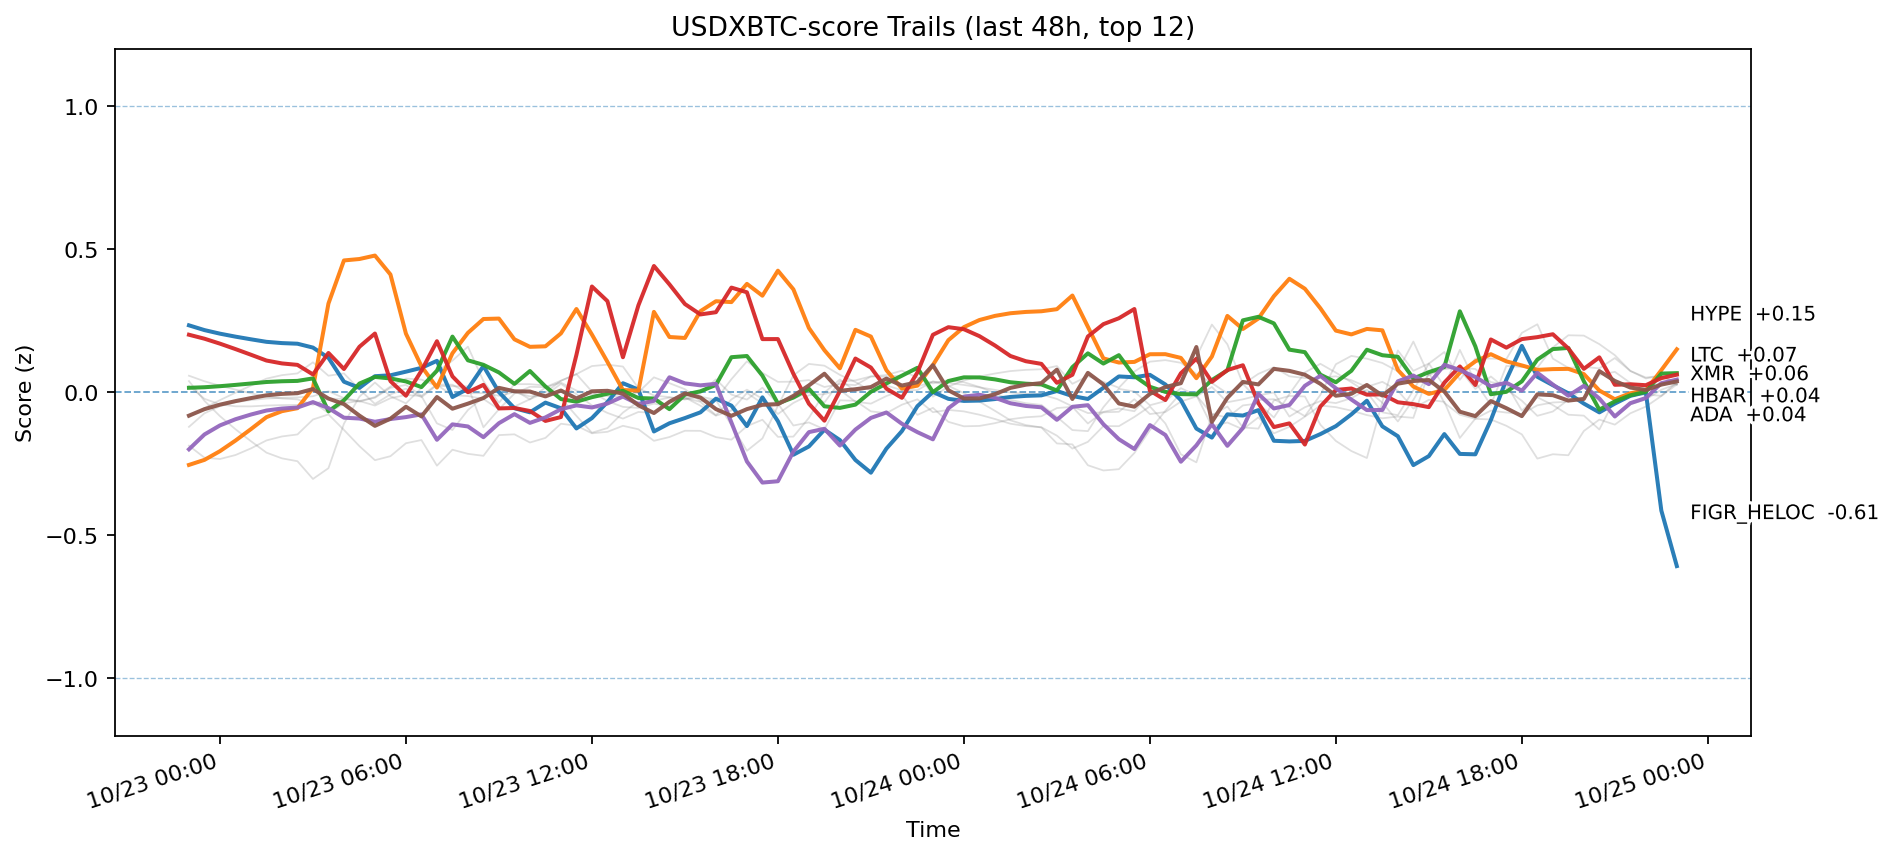 USDXBTC-score Trails (last 48h, top 12)
Score (z)
1.0
0.5
0.0
−0.5
−1.0
HYPE +0.15
LTC +0.07
XMR +0.06
HBAR +0.04
ADA +0.04
FIGR_HELOC -0.61
10/23 00:00
10/23 06:00
10/23 12:00
10/23 18:00
10/24 00:00
10/24 06:00
10/24 12:00
10/24 18:00
10/25 00:00
Time